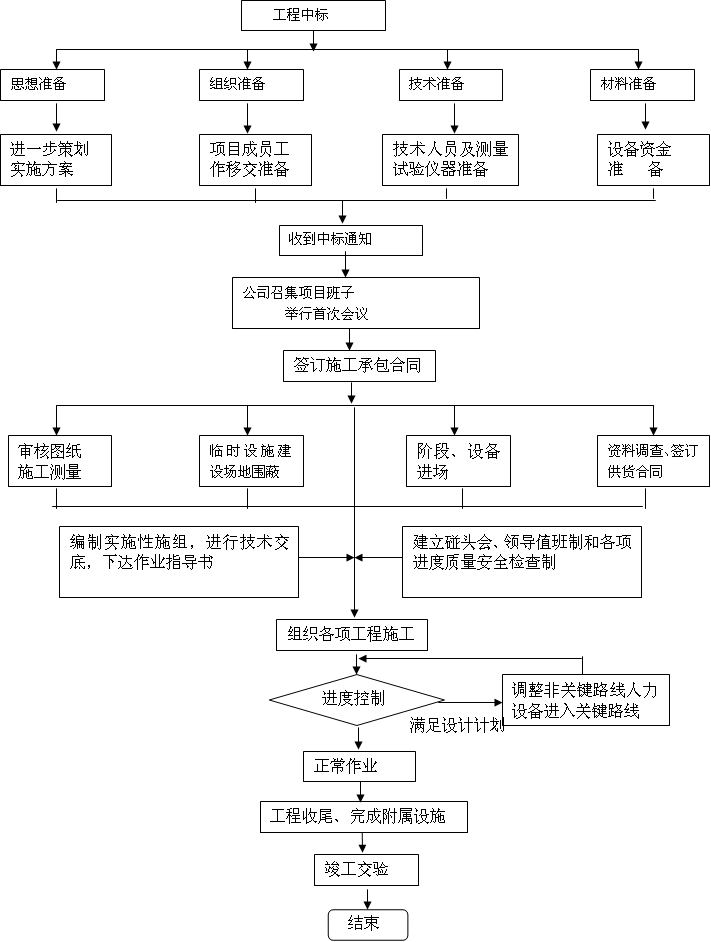 工程中标
思想准备
组织准备
技术准备
材料准备
进一步策划
实施方案
项目成员工
作移交准备
技术人员及测量
试验仪器准备
设备资金
准 备
收到中标通知
公司召集项目班子
举行首次会议
签订施工承包合同
审核图纸
施工测量
临时设施建
设场地围蔽
阶段、设备
进场
资料调查、签订
供货合同
编制实施性施组，进行技术交
底，下达作业指导书
建立碰头会、领导值班制和各项
进度质量安全检查制
组织各项工程施工
进度控制
调整非关键路线人力
设备进入关键路线
满足设计计划
正常作业
工程收尾、完成附属设施
竣工交验
结束